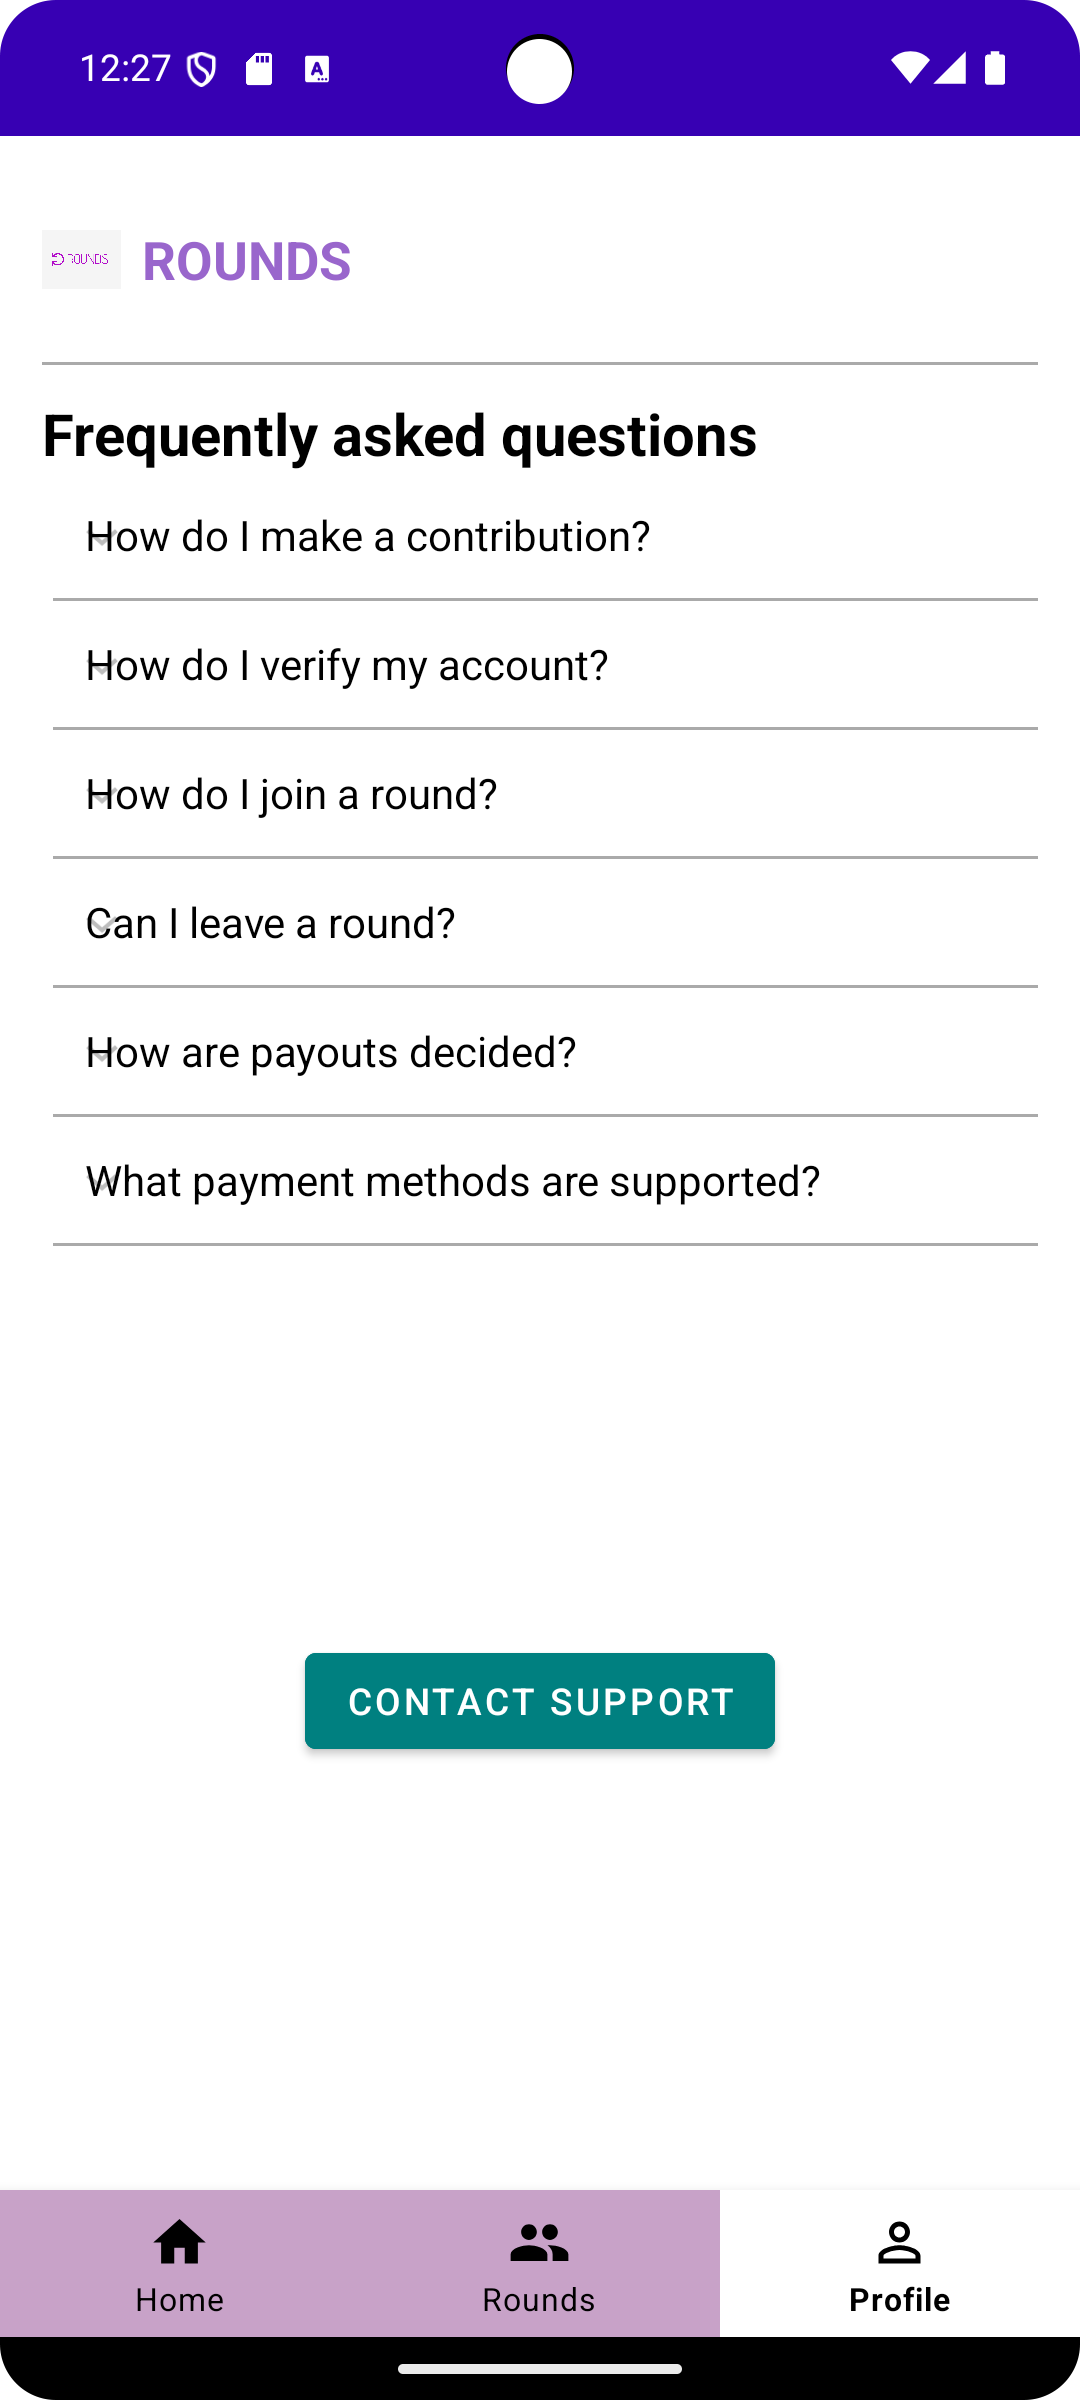 12:27
ROUNDS
ROUNDS
Frequently asked questions
How do I make a contribution?
How do I verify my account?
How do I join a round?
Can I leave a round?
How are payouts decided?
What payment methods are supported?
CONTACT SUPPORT
Home
Rounds
Profile